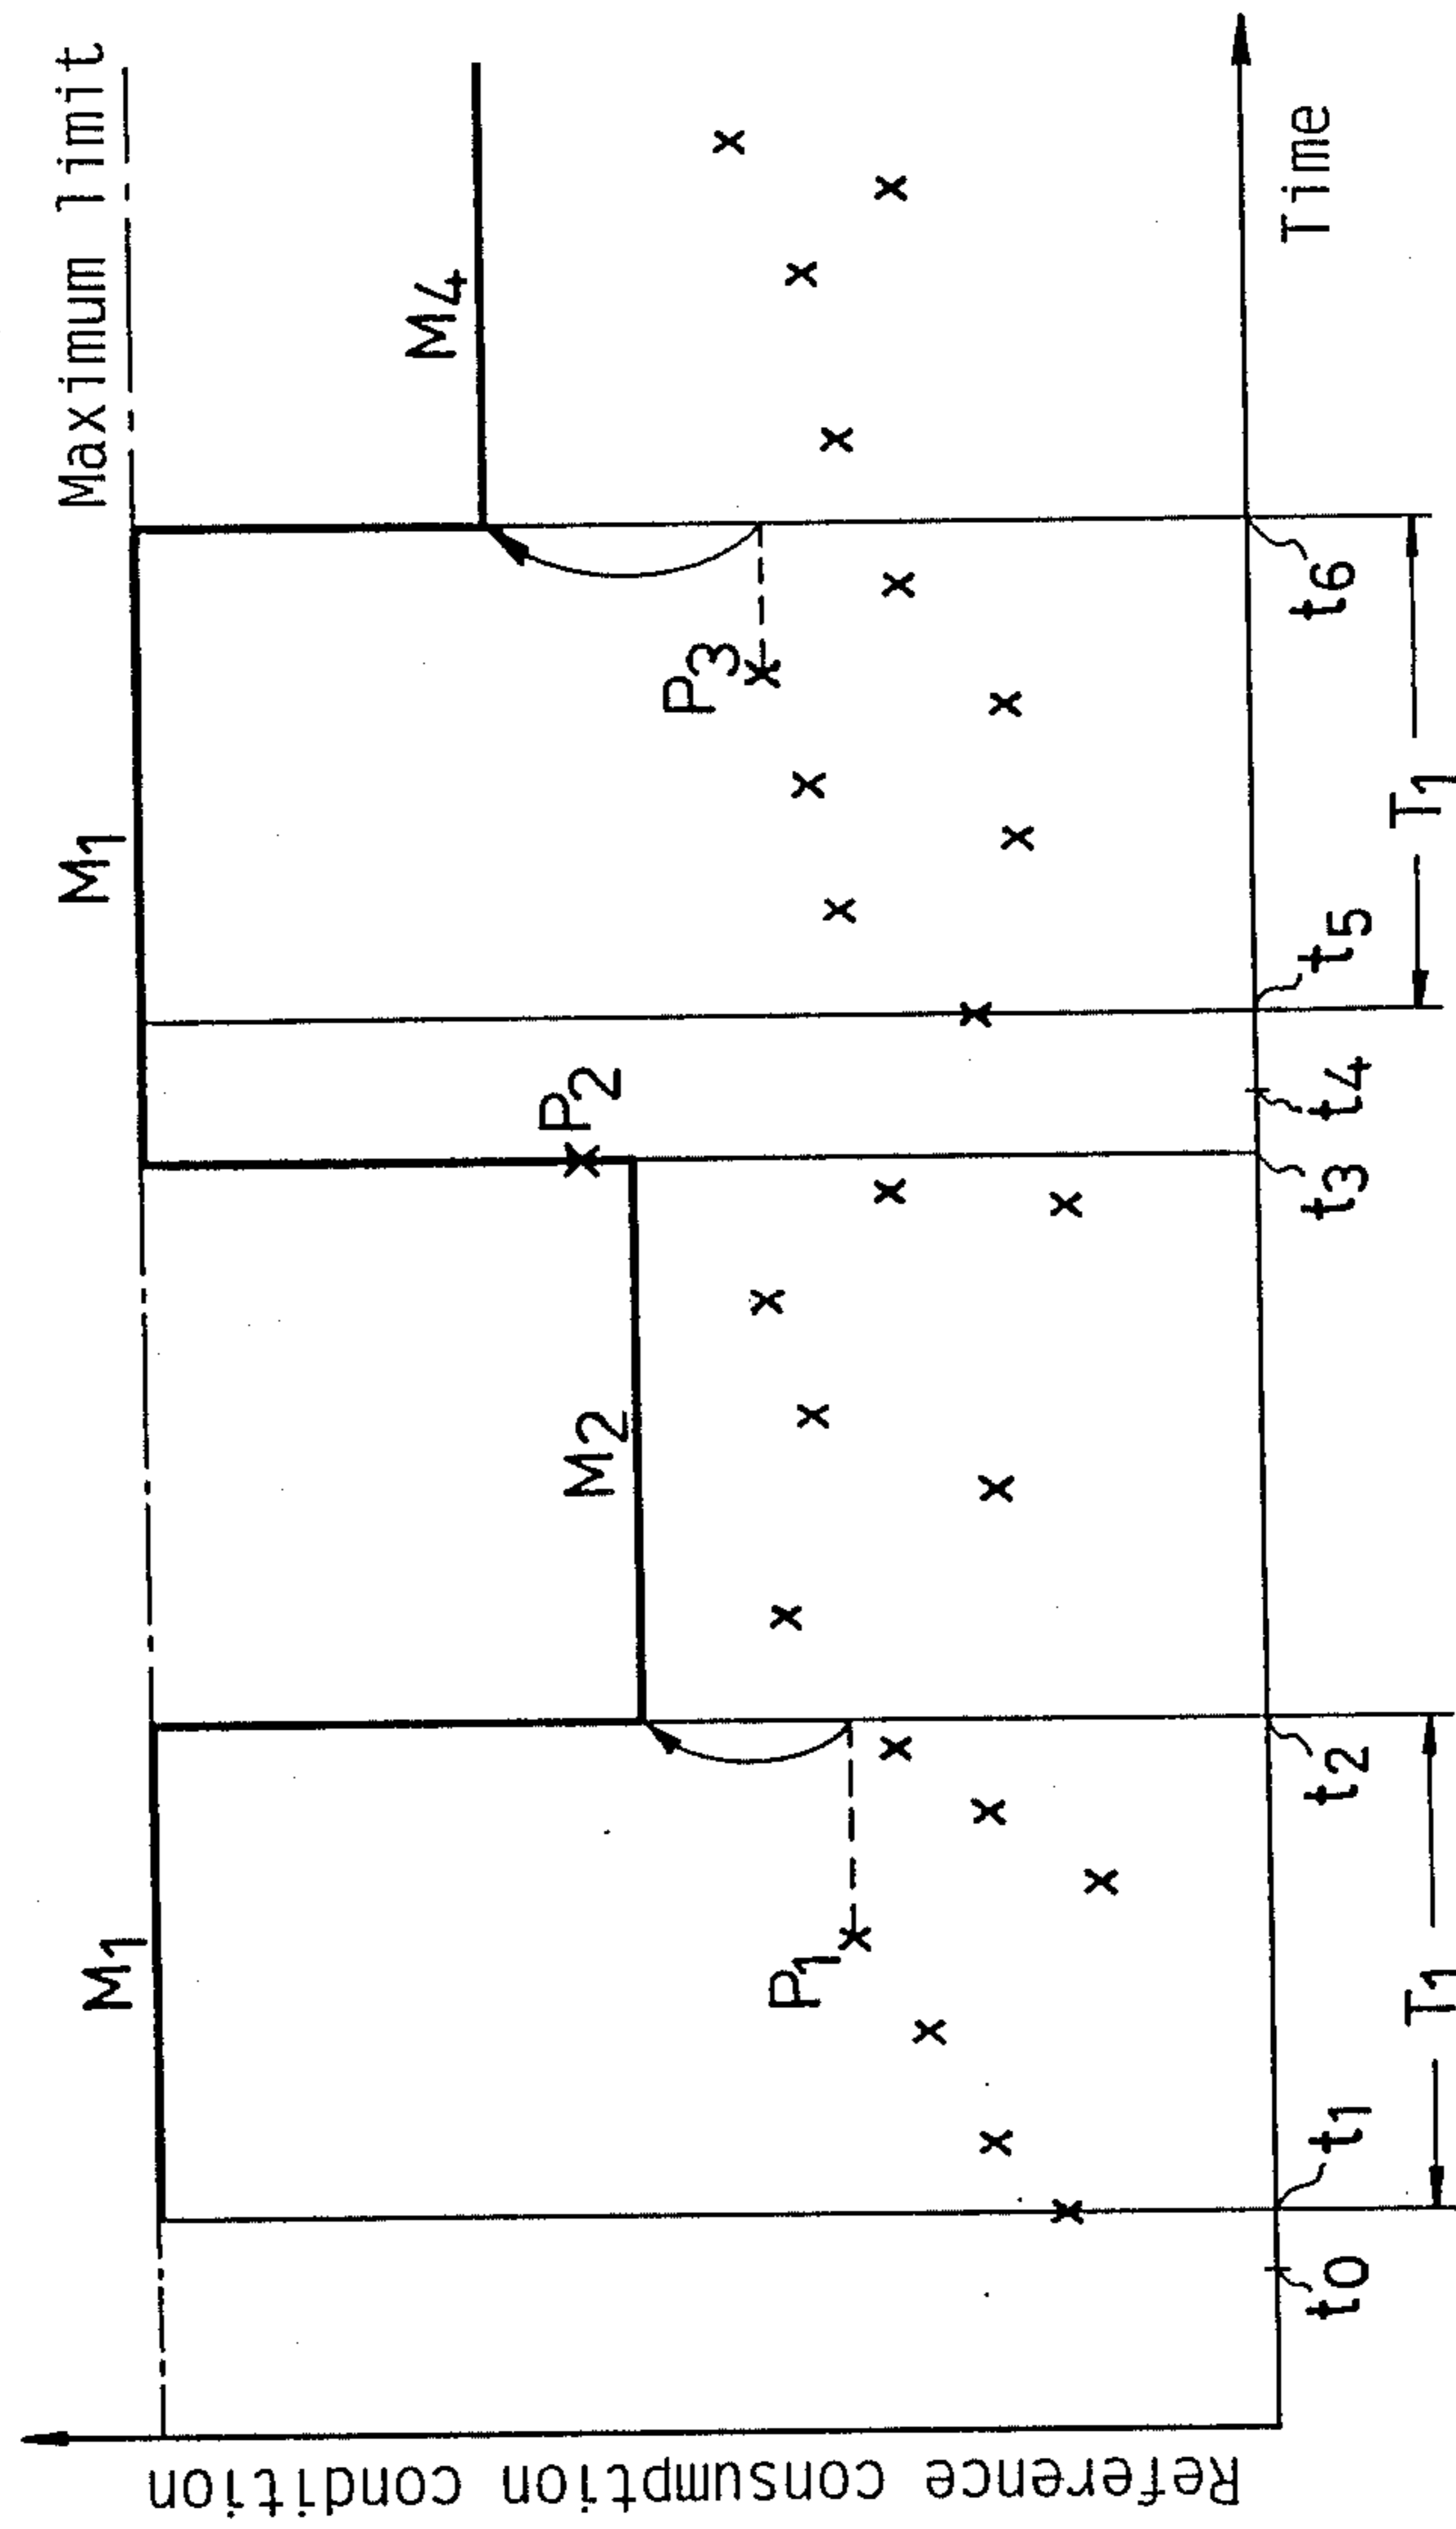 Maximum limit
M1
M1
M4
M2
P2
P3
P1
Reference consumption condition
t0
t1
t2
t3
t4
t5
t6
Time
T1
T1